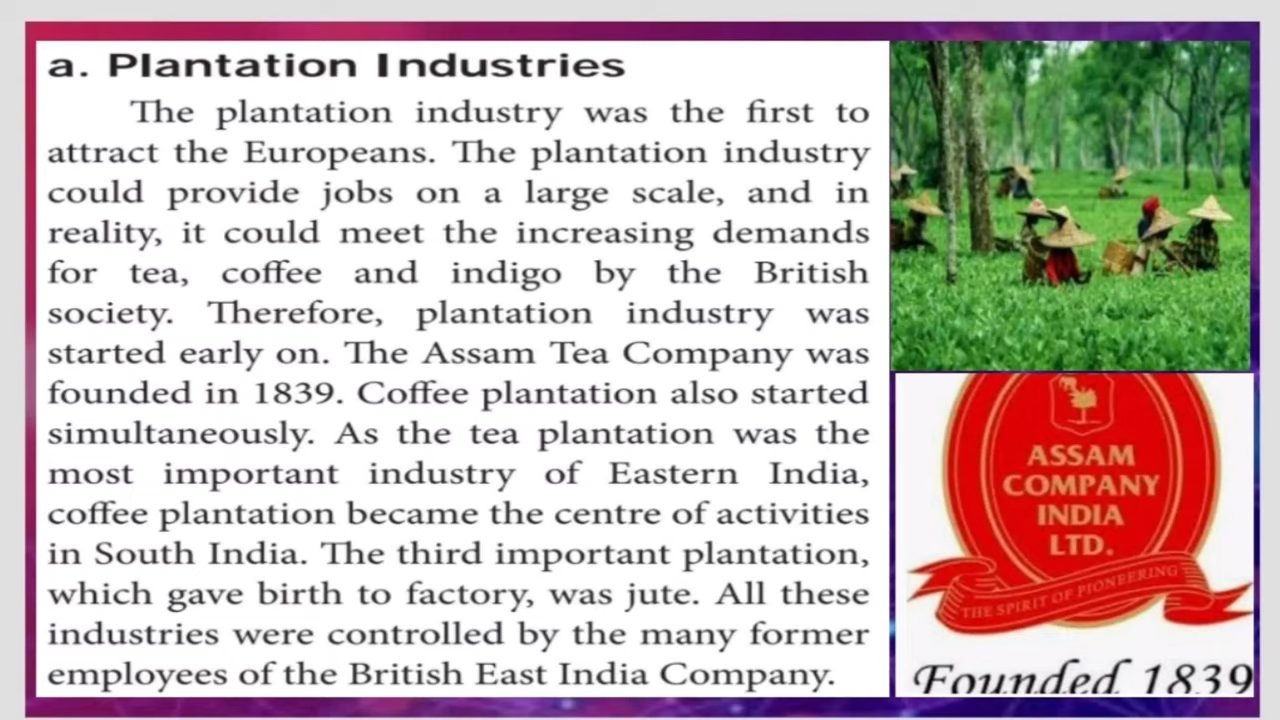 a. Plantation Industries
The plantation industry was the first to
attract the Europeans. The plantation industry
could provide jobs on a large scale, and in
reality, it could meet the increasing demands
for tea, coffee and indigo by the British
society. Therefore, plantation industry was
started early on. The Assam Tea Company was
founded in 1839. Coffee plantation also started
simultaneously. As the tea plantation was the
most important industry of Eastern India,
coffee plantation became the centre of activities
in South India. The third important plantation,
which gave birth to factory, was jute. All these
industries were controlled by the many former
employees of the British East India Company.
ASSAM
COMPANY
INDIA
LTD.
THE SPIRIT OF PIONEERING
Founded 1839